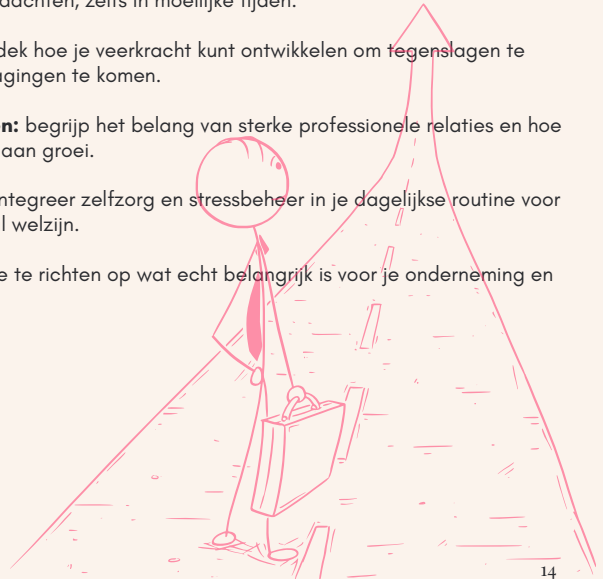 dachten, zelfs in moeilijke tijden.
dek hoe je veerkracht kunt ontwikkelen om tegenslagen te
agingen te komen.
en: begrijp het belang van sterke professionele relaties en hoe
aan groei.
ntegreer zelfzorg en stressbeheer in je dagelijkse routine voor
l welzijn.
e te richten op wat echt belangrijk is voor je onderneming en
14